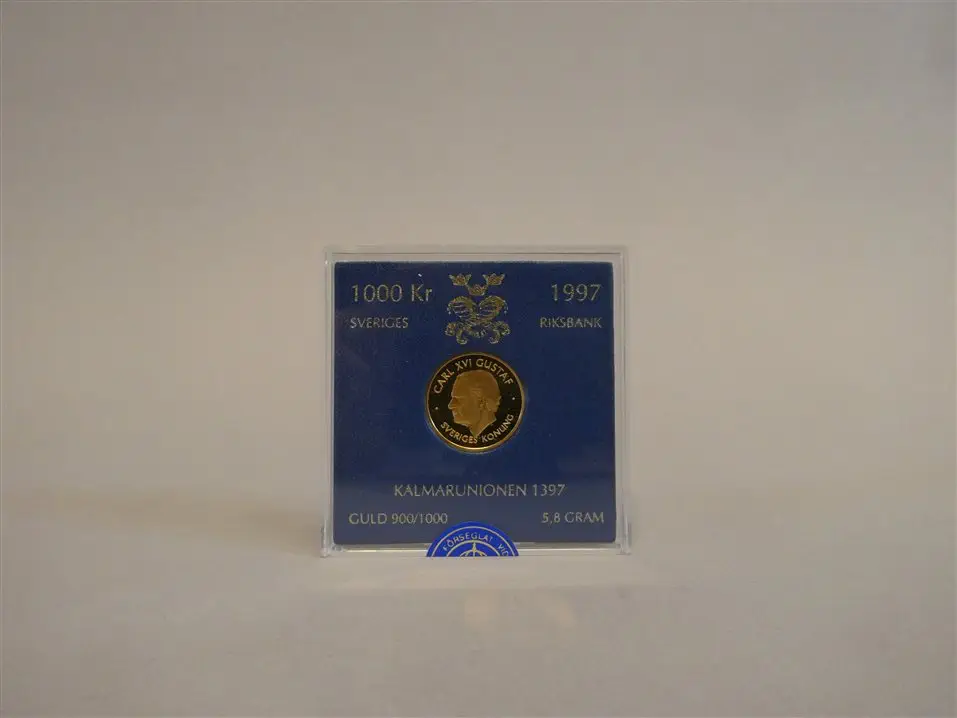 1000 Kr
1997
SVERIGES
RIKSBANK
CARL XVI GUSTAF
SVERIGES KONUNG
KALMARUNIONEN 1397
GULD 900/1000
5,8 GRAM
FÖRSEGLAT VID